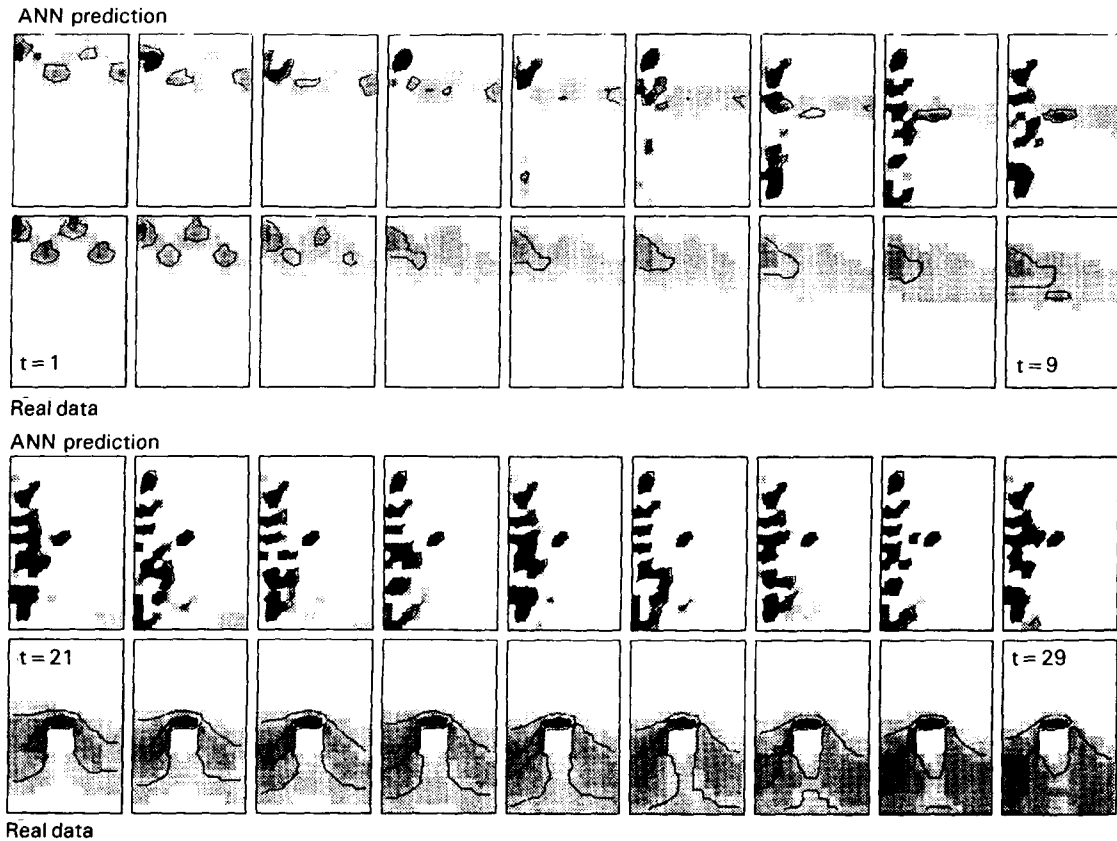 ANN prediction
t = 1
t = 9
Real data
ANN prediction
t = 21
t = 29
Real data